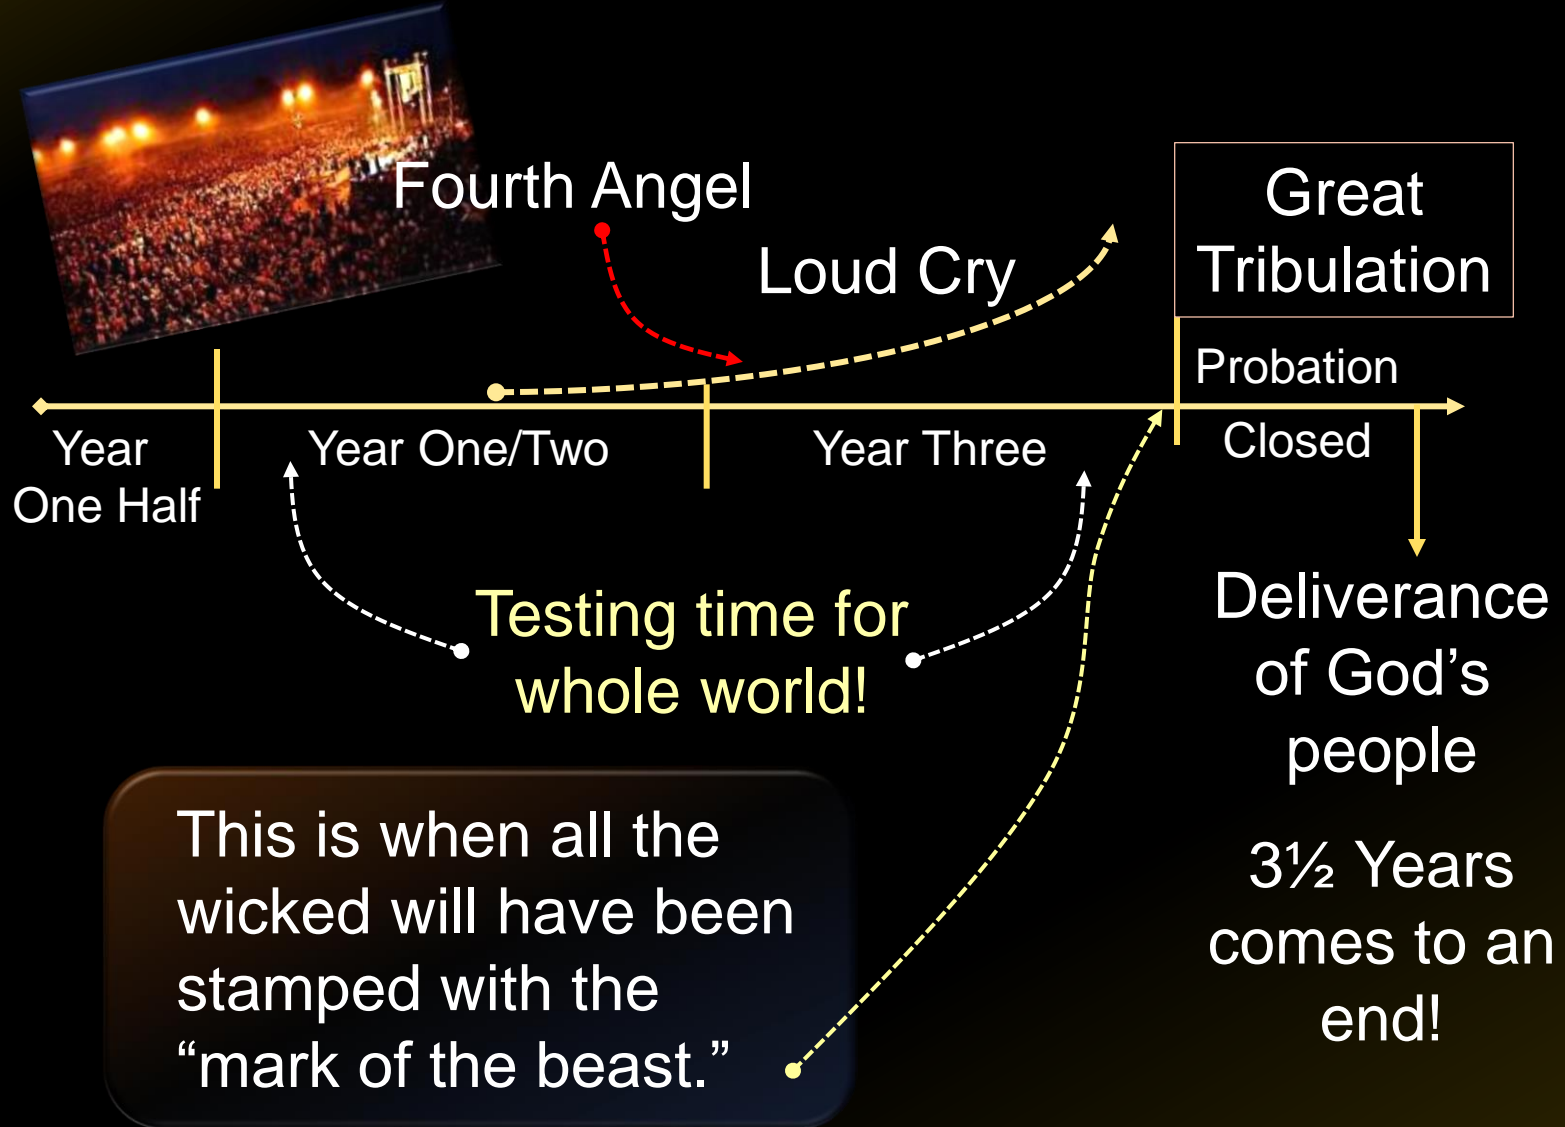 Fourth Angel
Loud Cry
Great
Tribulation
Probation
Closed
Year
One Half
Year One/Two
Year Three
Testing time for
whole world!
Deliverance
of God’s
people
3½ Years
comes to an
end!
This is when all the
wicked will have been
stamped with the
“mark of the beast.”